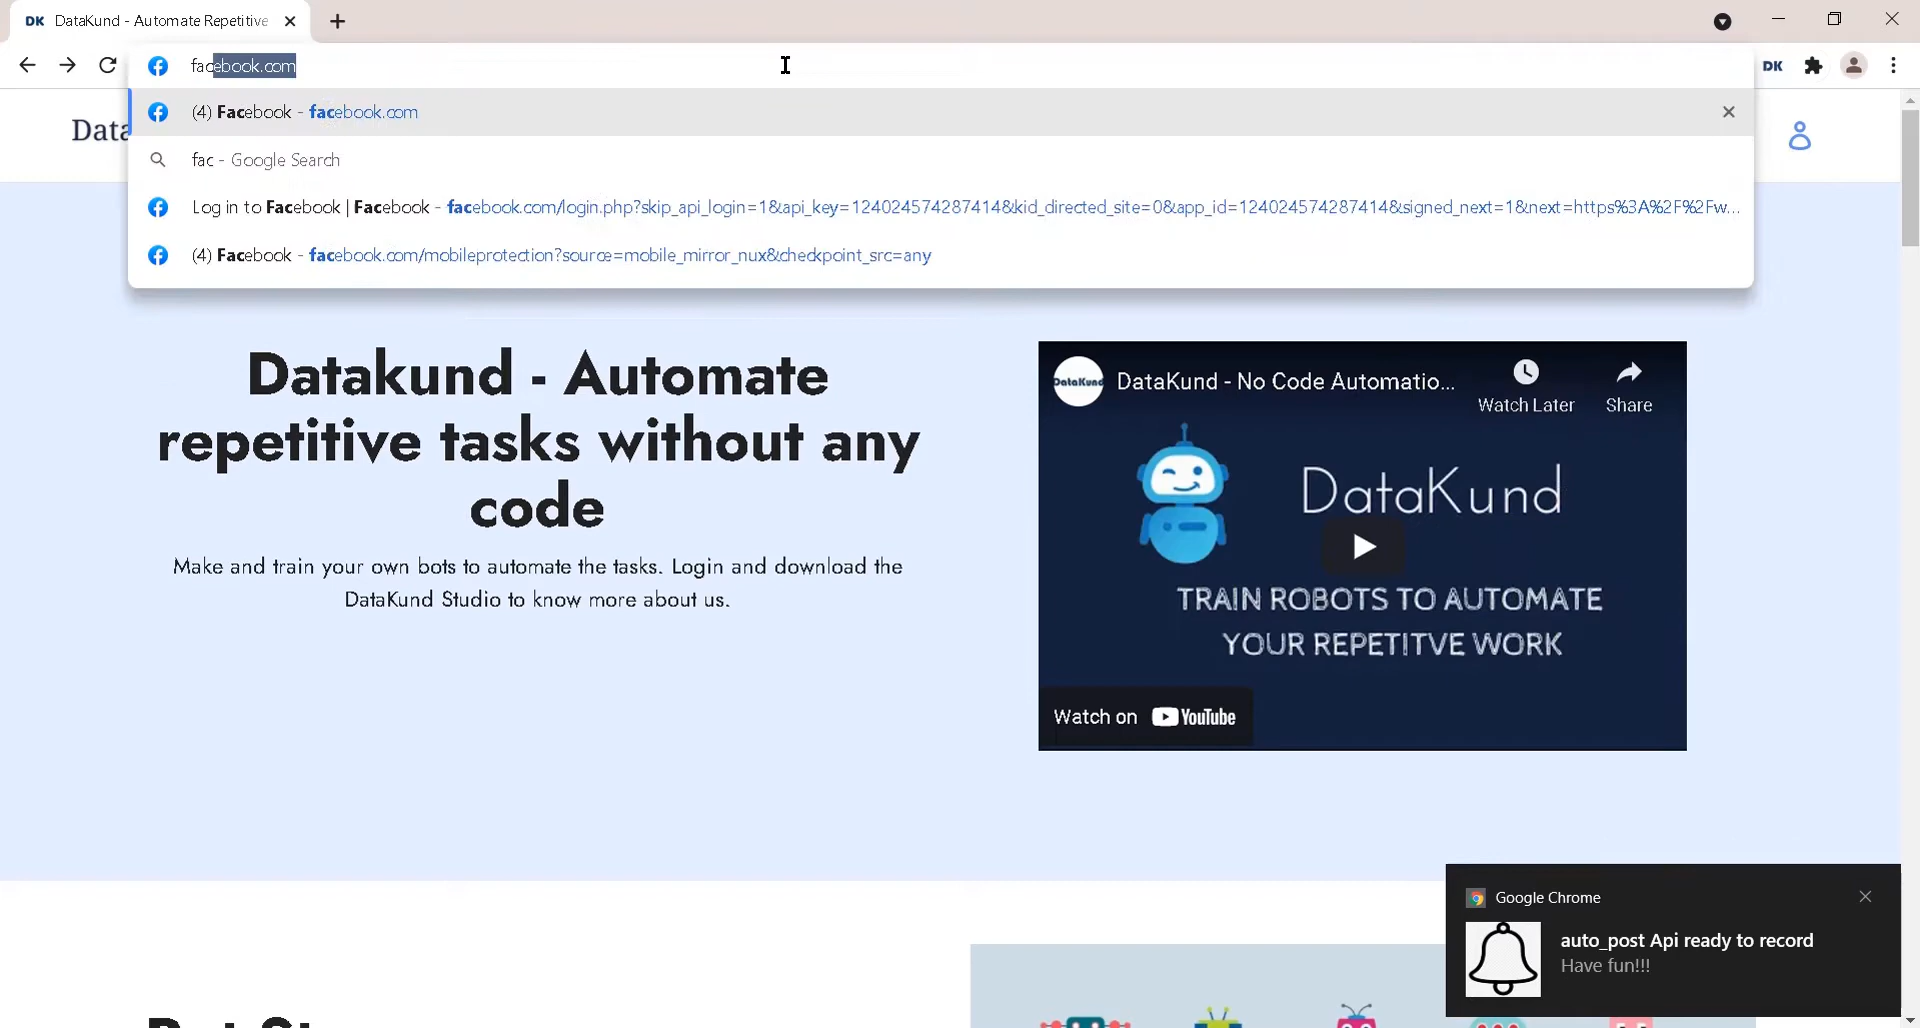 DK DataKund - Automate Repetitive
facebook.com
DK
(4) Facebook - facebook.com
fac - Google Search
Log in to Facebook | Facebook - facebook.com/login.php?skip_api_login=1&api_key=124024574287414&kid_directed_site=0&app_id=124024574287414&signed_next=1&next=https%3A%2F%2Fw...
(4) Facebook - facebook.com/mobileprotection?source=mobile_mirror_nux&checkpoint_src=any
Data
Datakund - Automate
repetitive tasks without any
code
Make and train your own bots to automate the tasks. Login and download the
DataKund Studio to know more about us.
DataKund
DataKund - No Code Automatio...
Watch Later
Share
DataKund
TRAIN ROBOTS TO AUTOMATE
YOUR REPETITVE WORK
Watch on YouTube
Google Chrome
auto_post Api ready to record
Have fun!!!